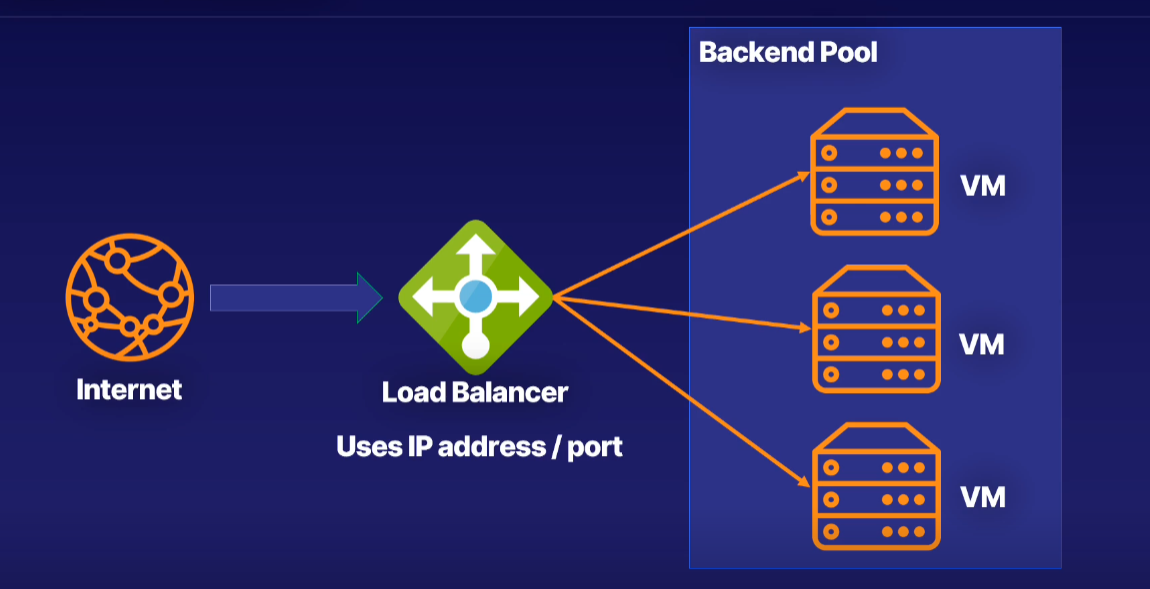 Backend Pool
VM
VM
Internet
Load Balancer
Uses IP address / port
VM